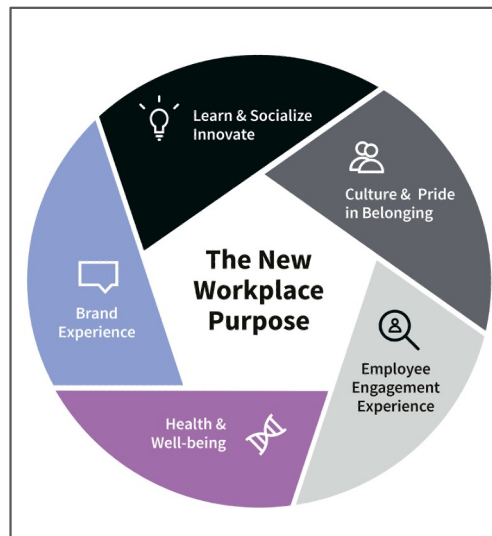 Learn & Socialize
Innovate
Culture & Pride
in Belonging
The New
Workplace
Purpose
Brand
Experience
Employee
Engagement
Experience
Health &
Well-being